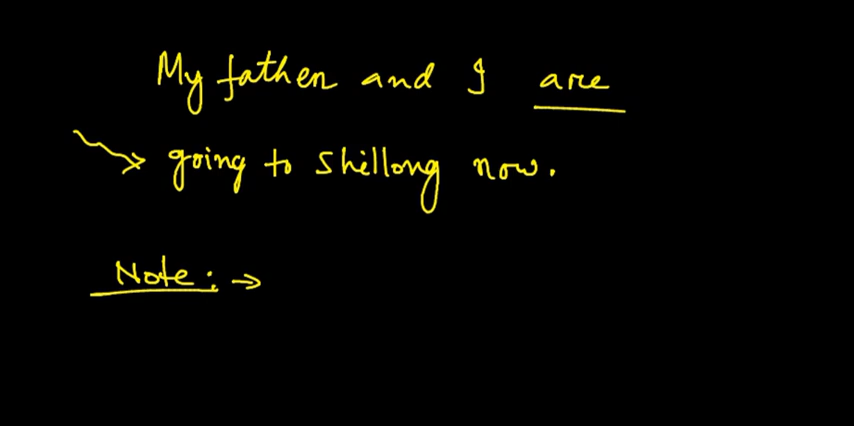 My father and I are
→ going to Shillong now.
Note : →